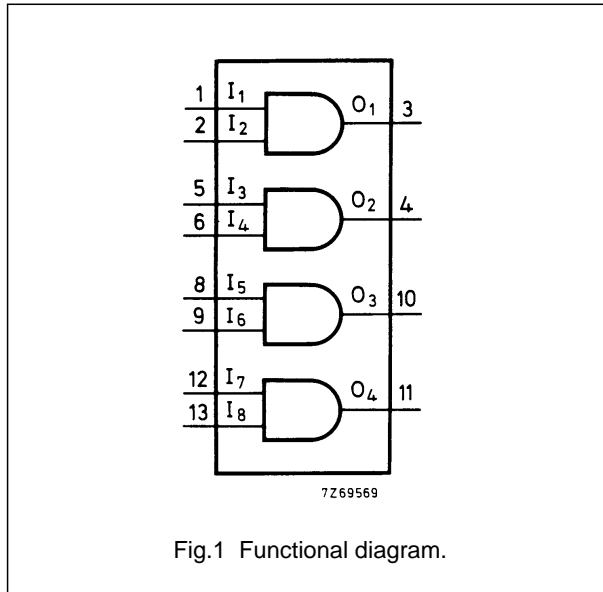 1 I1 O1 3
2 I2
5 I3 O2 4
6 I4
8 I5 O3 10
9 I6
12 I7 O4 11
13 I8
7Z69569
Fig.1 Functional diagram.